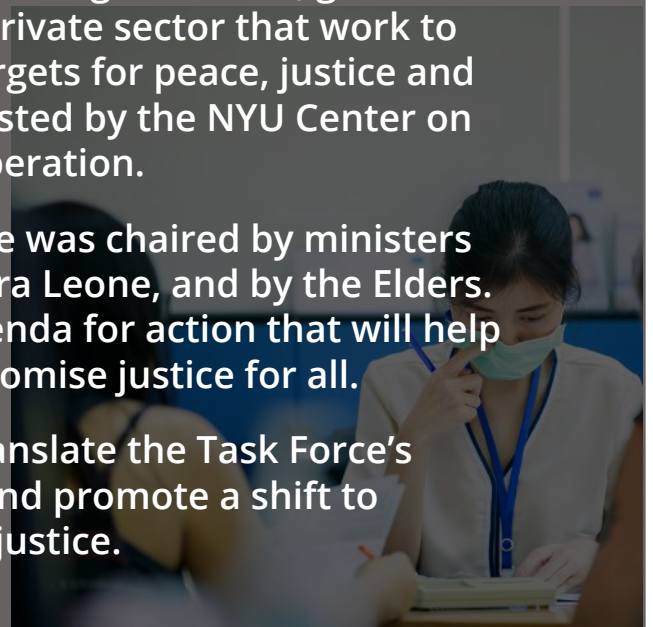 rivate sector that work to
rgets for peace, justice and
sted by the NYU Center on
peration.
e was chaired by ministers
ra Leone, and by the Elders.
enda for action that will help
omise justice for all.
anslate the Task Force’s
nd promote a shift to
justice.